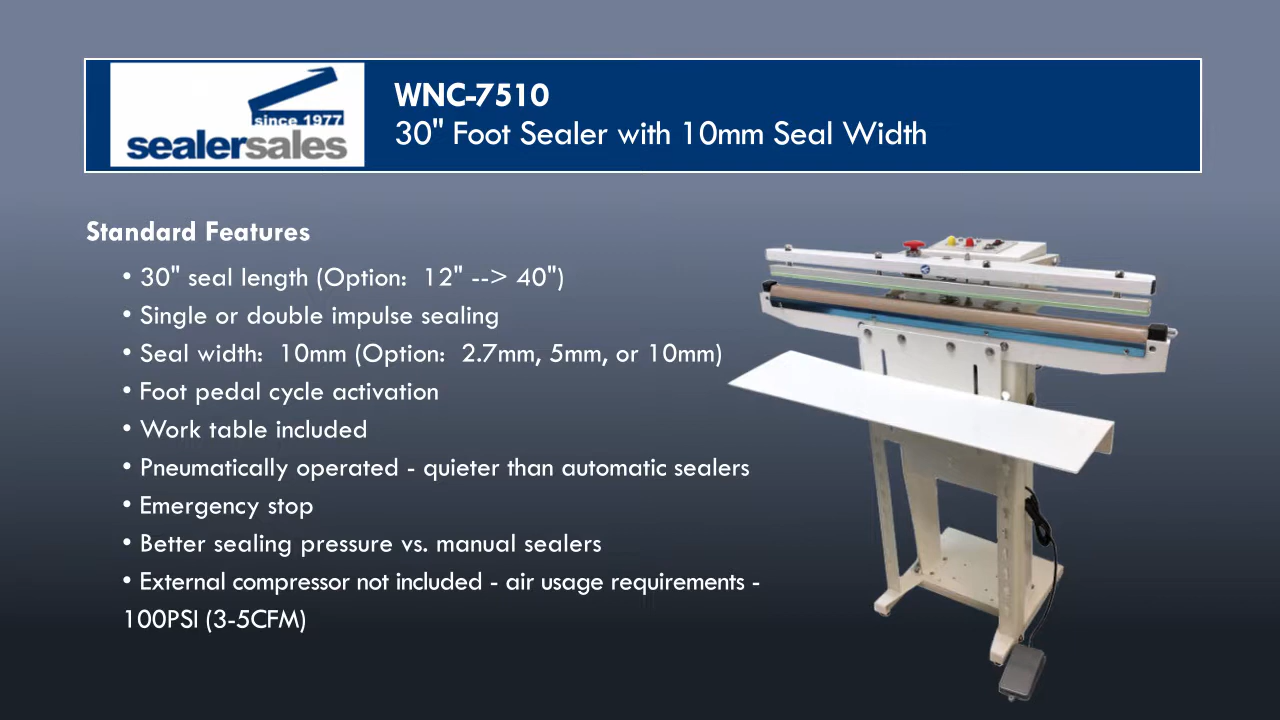 since 1977
sealersales
WNC-7510
30" Foot Sealer with 10mm Seal Width
Standard Features
• 30" seal length (Option:  12" --> 40")
• Single or double impulse sealing
• Seal width:  10mm (Option:  2.7mm, 5mm, or 10mm)
• Foot pedal cycle activation
• Work table included
• Pneumatically operated - quieter than automatic sealers
• Emergency stop
• Better sealing pressure vs. manual sealers
• External compressor not included - air usage requirements -
100PSI (3-5CFM)